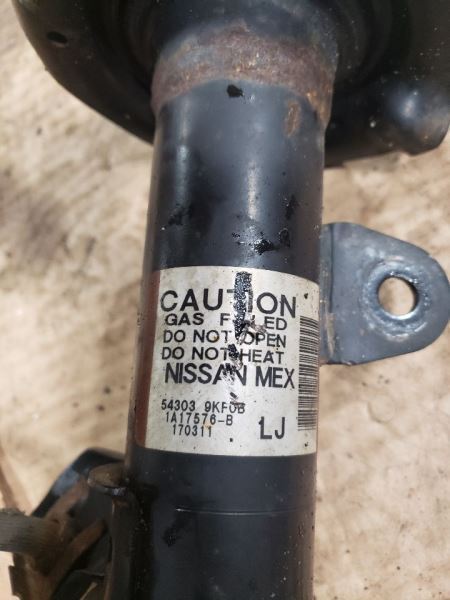 CAUTION
GAS FILLED
DO NOT OPEN
DO NOT HEAT
NISSAN MEX
54303 9KF0B
1A17576-B
170311 LJ